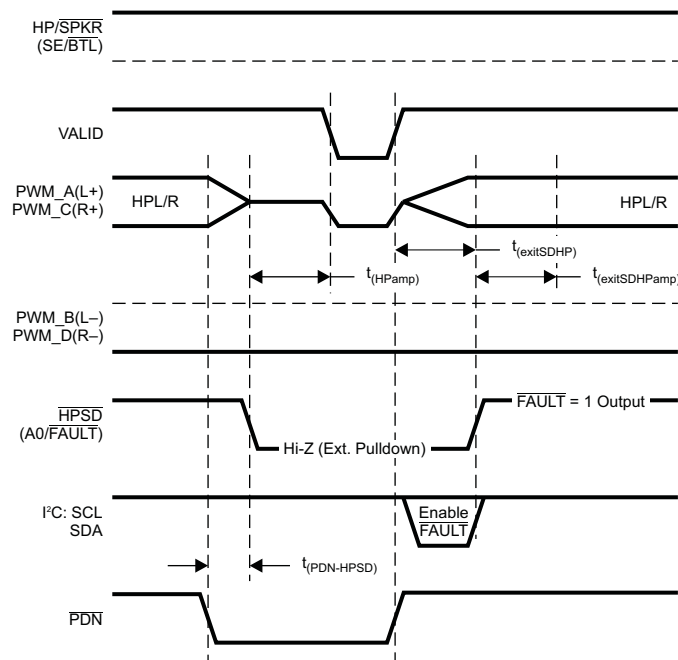 HP/SPKR
(SE/BTL)
VALID
PWM_A(L+)
PWM_C(R+)
HPL/R
HPL/R
t(exitSDHP)
t(HPamp)
t(exitSDHPamp)
PWM_B(L–)
PWM_D(R–)
HPSD
(A0/FAULT)
FAULT = 1 Output
Hi-Z (Ext. Pulldown)
I²C: SCL
SDA
Enable
FAULT
t(PDN-HPSD)
PDN